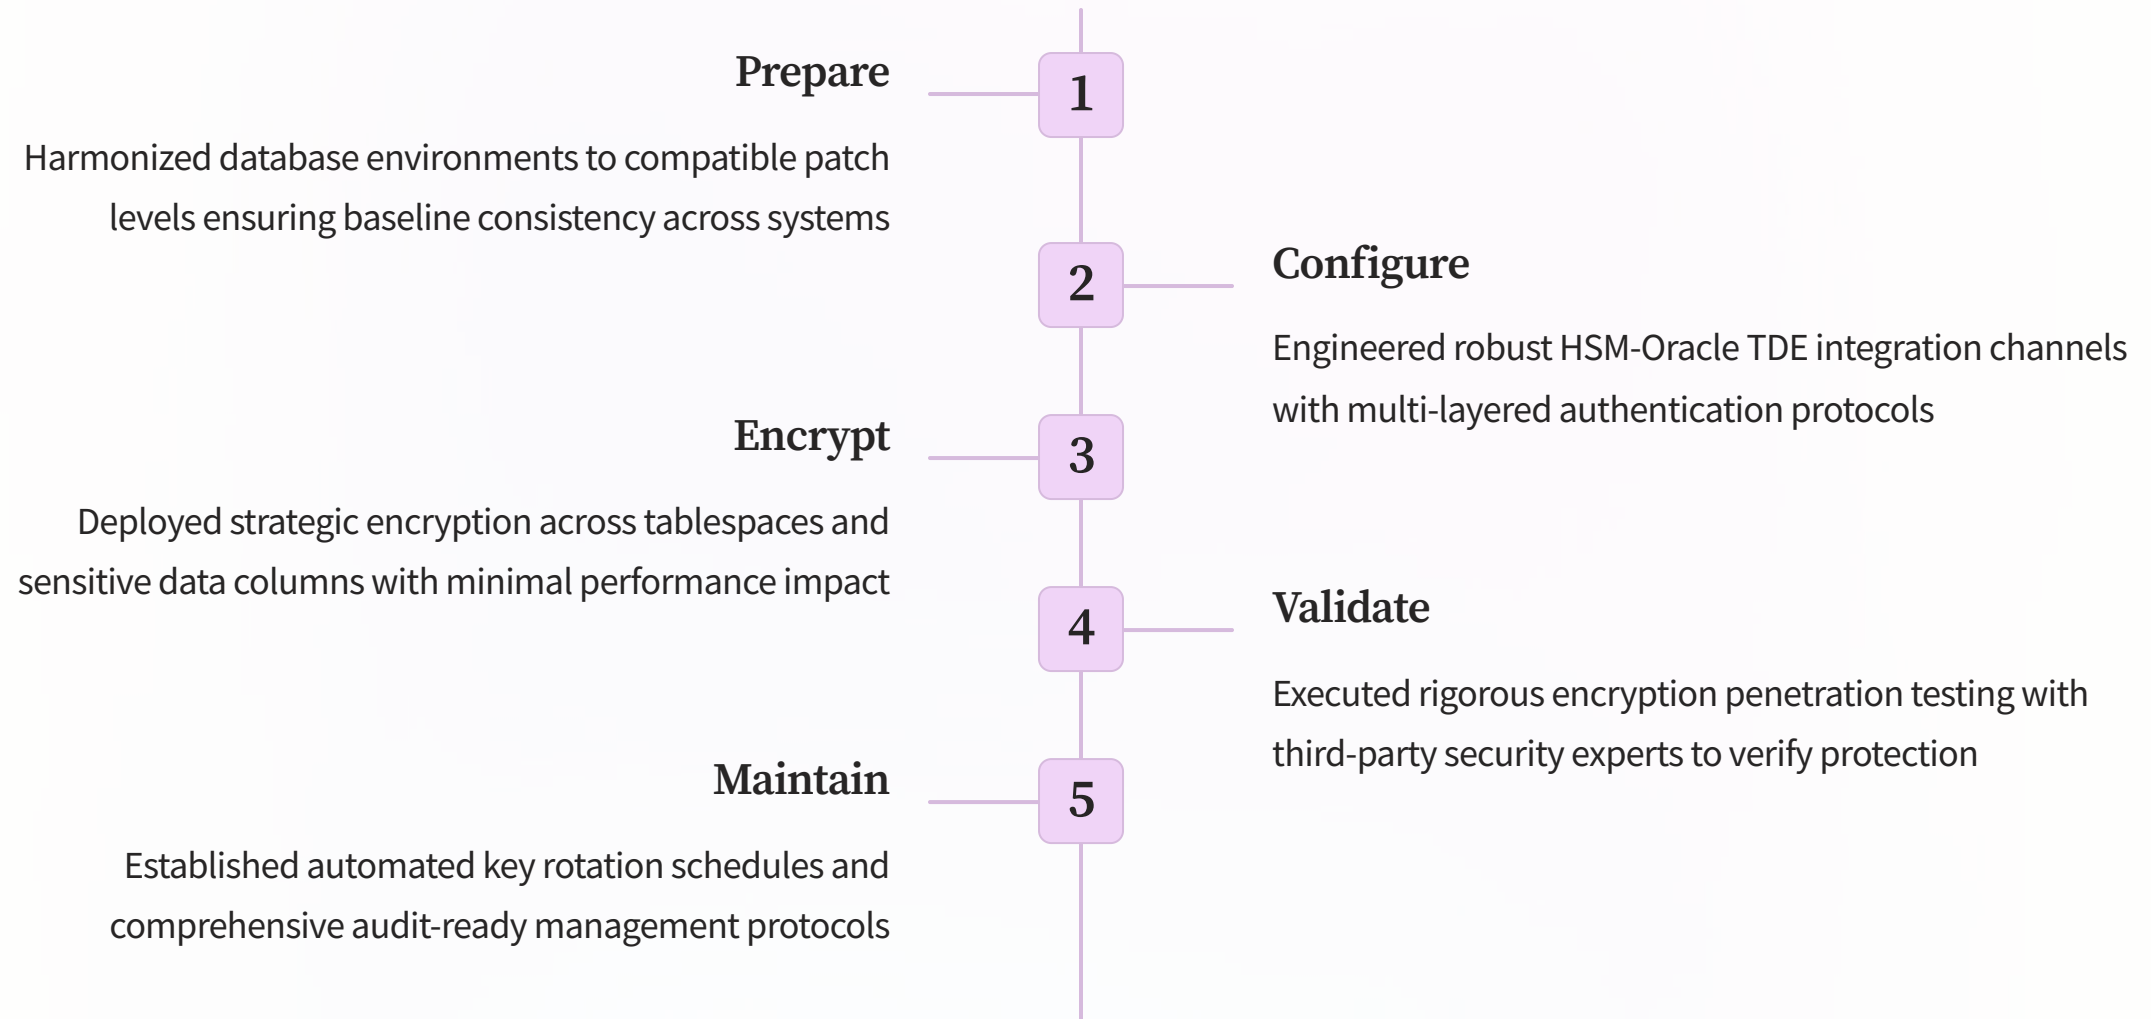 Prepare
1
Harmonized database environments to compatible patch
levels ensuring baseline consistency across systems
2
Configure
Engineered robust HSM-Oracle TDE integration channels
with multi-layered authentication protocols
Encrypt
3
Deployed strategic encryption across tablespaces and
sensitive data columns with minimal performance impact
4
Validate
Executed rigorous encryption penetration testing with
third-party security experts to verify protection
Maintain
5
Established automated key rotation schedules and
comprehensive audit-ready management protocols